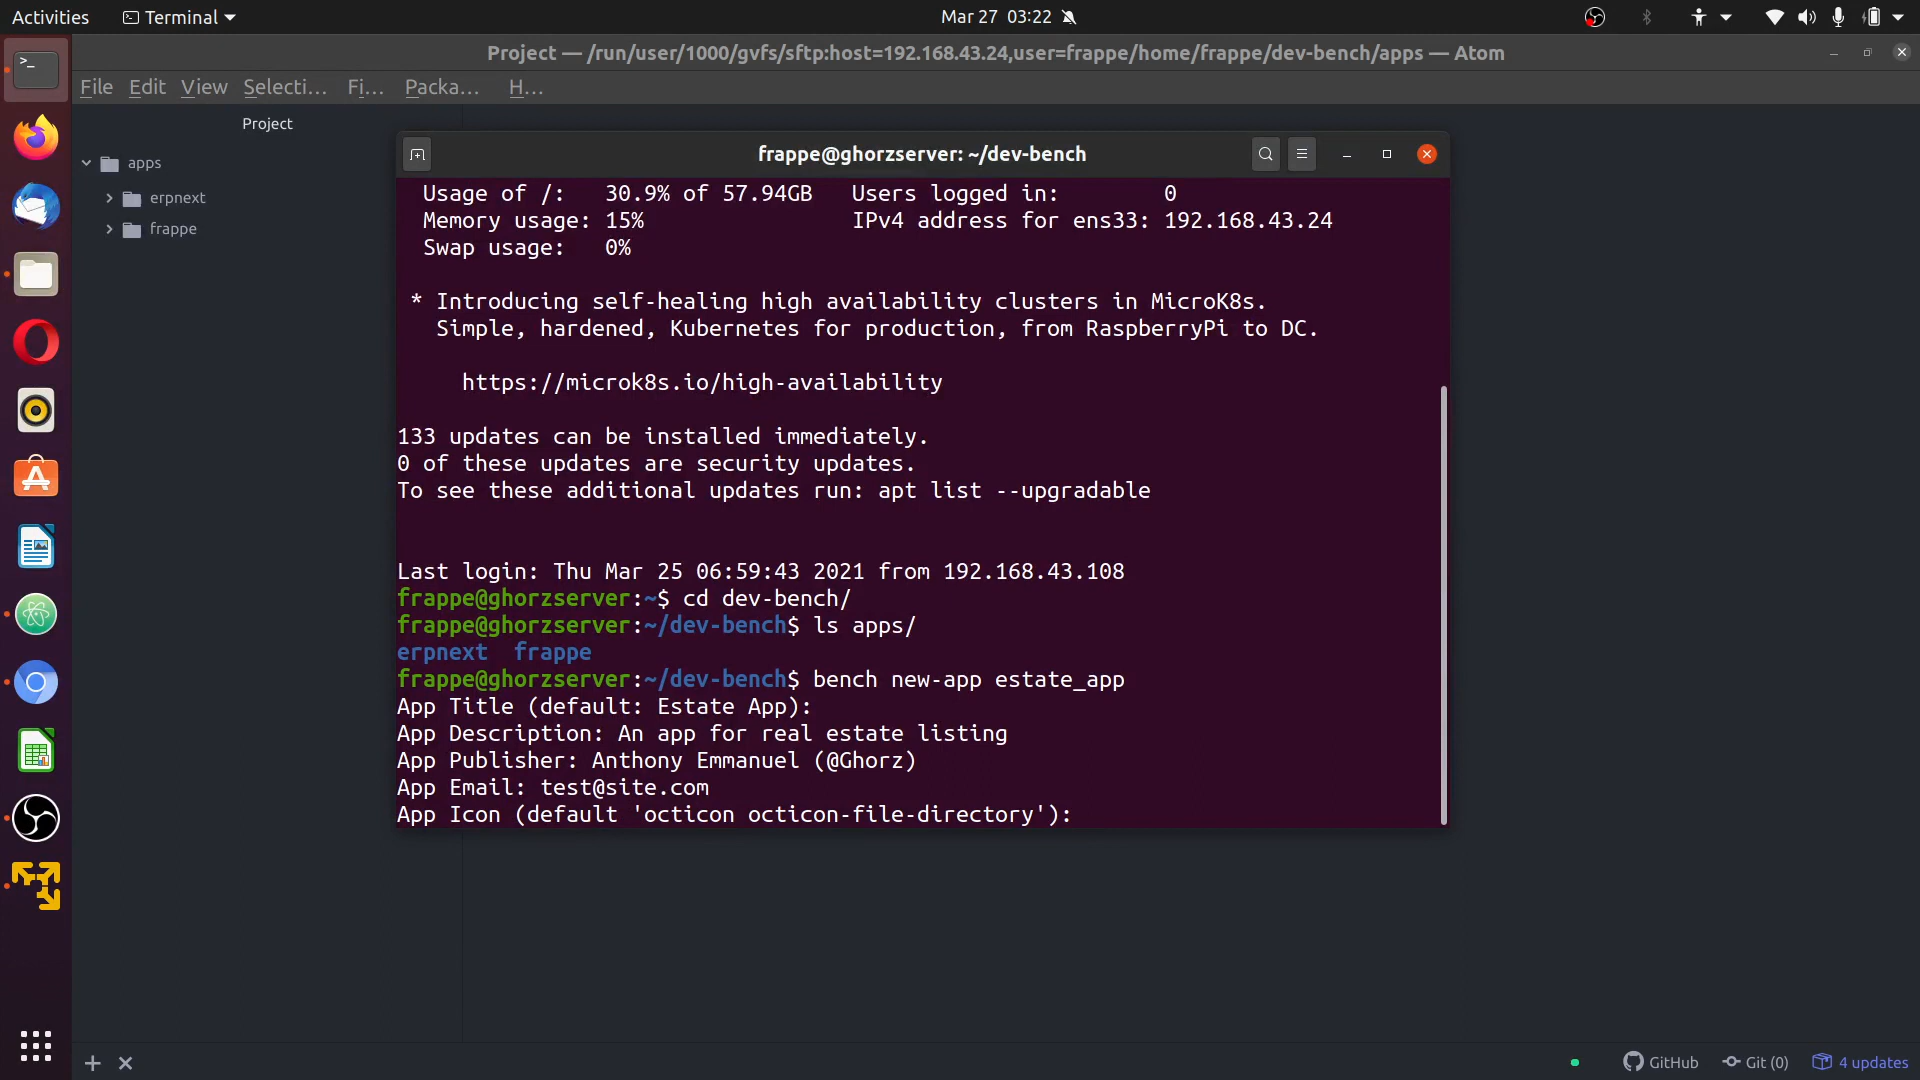 Activities Terminal Mar 27 03:22
Project — /run/user/1000/gvfs/sftp:host=192.168.43.24,user=frappe/home/frappe/dev-bench/apps — Atom
File Edit View Selecti... Fi... Packa... H...
Project
apps
erpnext
frappe
frappe@ghorzserver: ~/dev-bench
Usage of /: 30.9% of 57.94GB Users logged in: 0
Memory usage: 15% IPv4 address for ens33: 192.168.43.24
Swap usage: 0%
* Introducing self-healing high availability clusters in MicroK8s.
Simple, hardened, Kubernetes for production, from RaspberryPi to DC.
https://microk8s.io/high-availability
133 updates can be installed immediately.
0 of these updates are security updates.
To see these additional updates run: apt list --upgradable
Last login: Thu Mar 25 06:59:43 2021 from 192.168.43.108
frappe@ghorzserver:~$ cd dev-bench/
frappe@ghorzserver:~/dev-bench$ ls apps/
erpnext frappe
frappe@ghorzserver:~/dev-bench$ bench new-app estate_app
App Title (default: Estate App):
App Description: An app for real estate listing
App Publisher: Anthony Emmanuel (@Ghorz)
App Email: test@site.com
App Icon (default 'octicon octicon-file-directory'):
GitHub Git (0) 4 updates